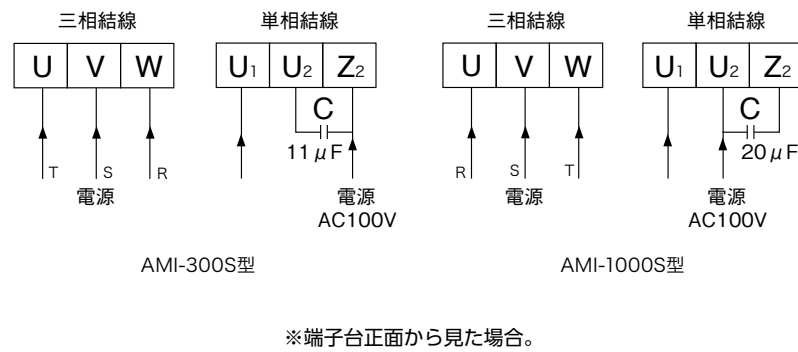 三相結線 単相結線 三相結線 単相結線
U V W U1 U2 Z2 U V W U1 U2 Z2
C C
11μF 20μF
T S R R S T
電源 電源 電源 電源
AC100V AC100V
AMI-300S型 AMI-1000S型
※端子台正面から見た場合。